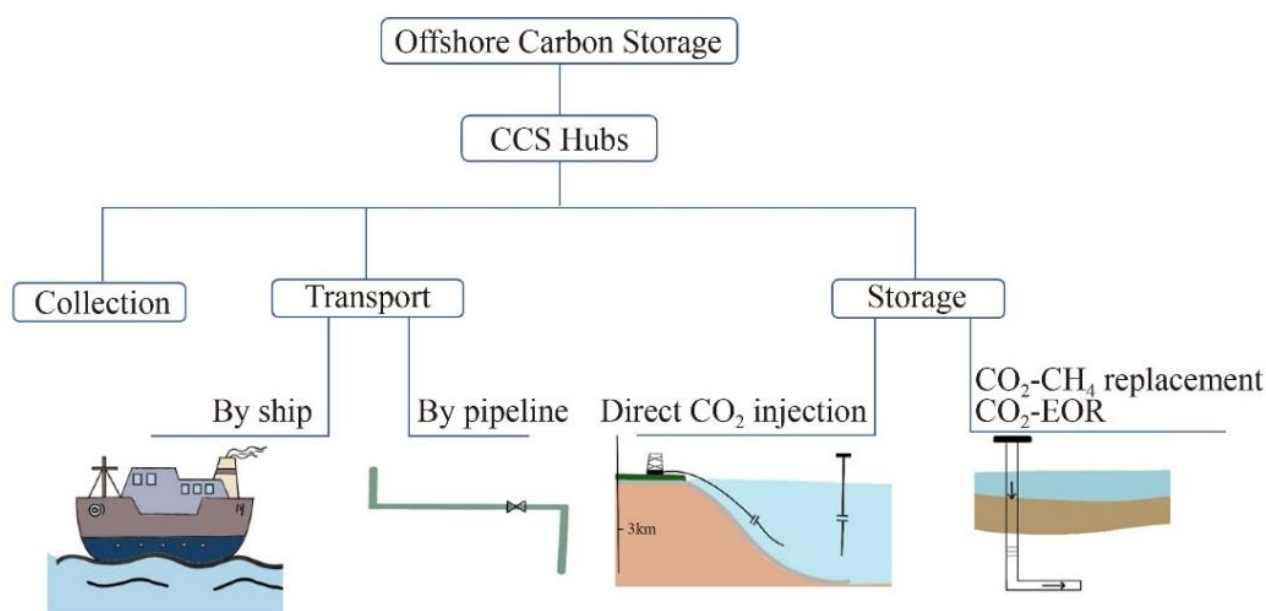 Offshore Carbon Storage
CCS Hubs
Collection
Transport
Storage
By ship
By pipeline
Direct CO₂ injection
CO₂-CH₄ replacement
CO₂-EOR
3km